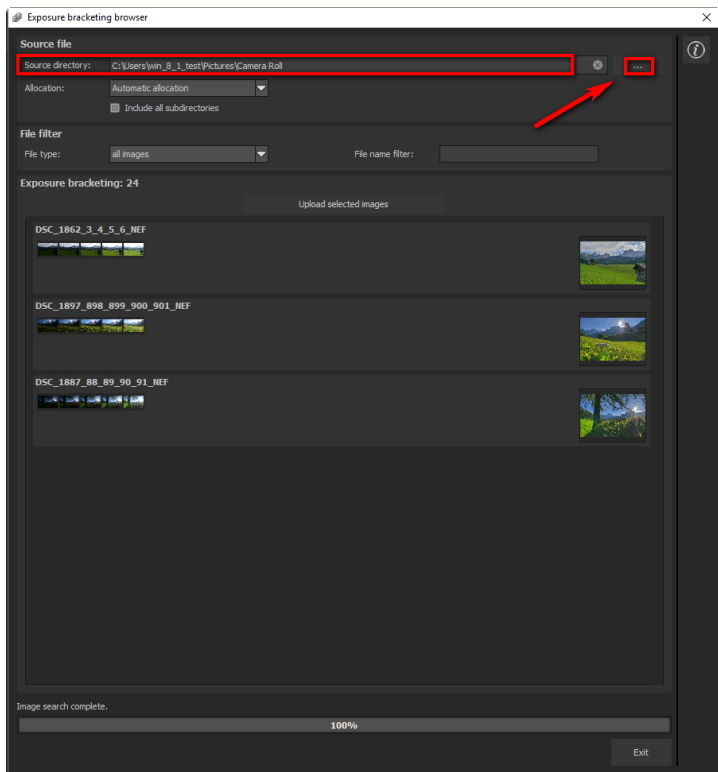 Exposure bracketing browser
Source file
Source directory: C:\Users\win_8_1_test\Pictures\Camera Roll ...
Allocation: Automatic allocation
Include all subdirectories
File filter
File type: all images File name filter:
Exposure bracketing: 24
Upload selected images
DSC_1862_3_4_5_6_NEF
DSC_1897_898_899_900_901_NEF
DSC_1887_88_89_90_91_NEF
Image search complete.
100%
Exit